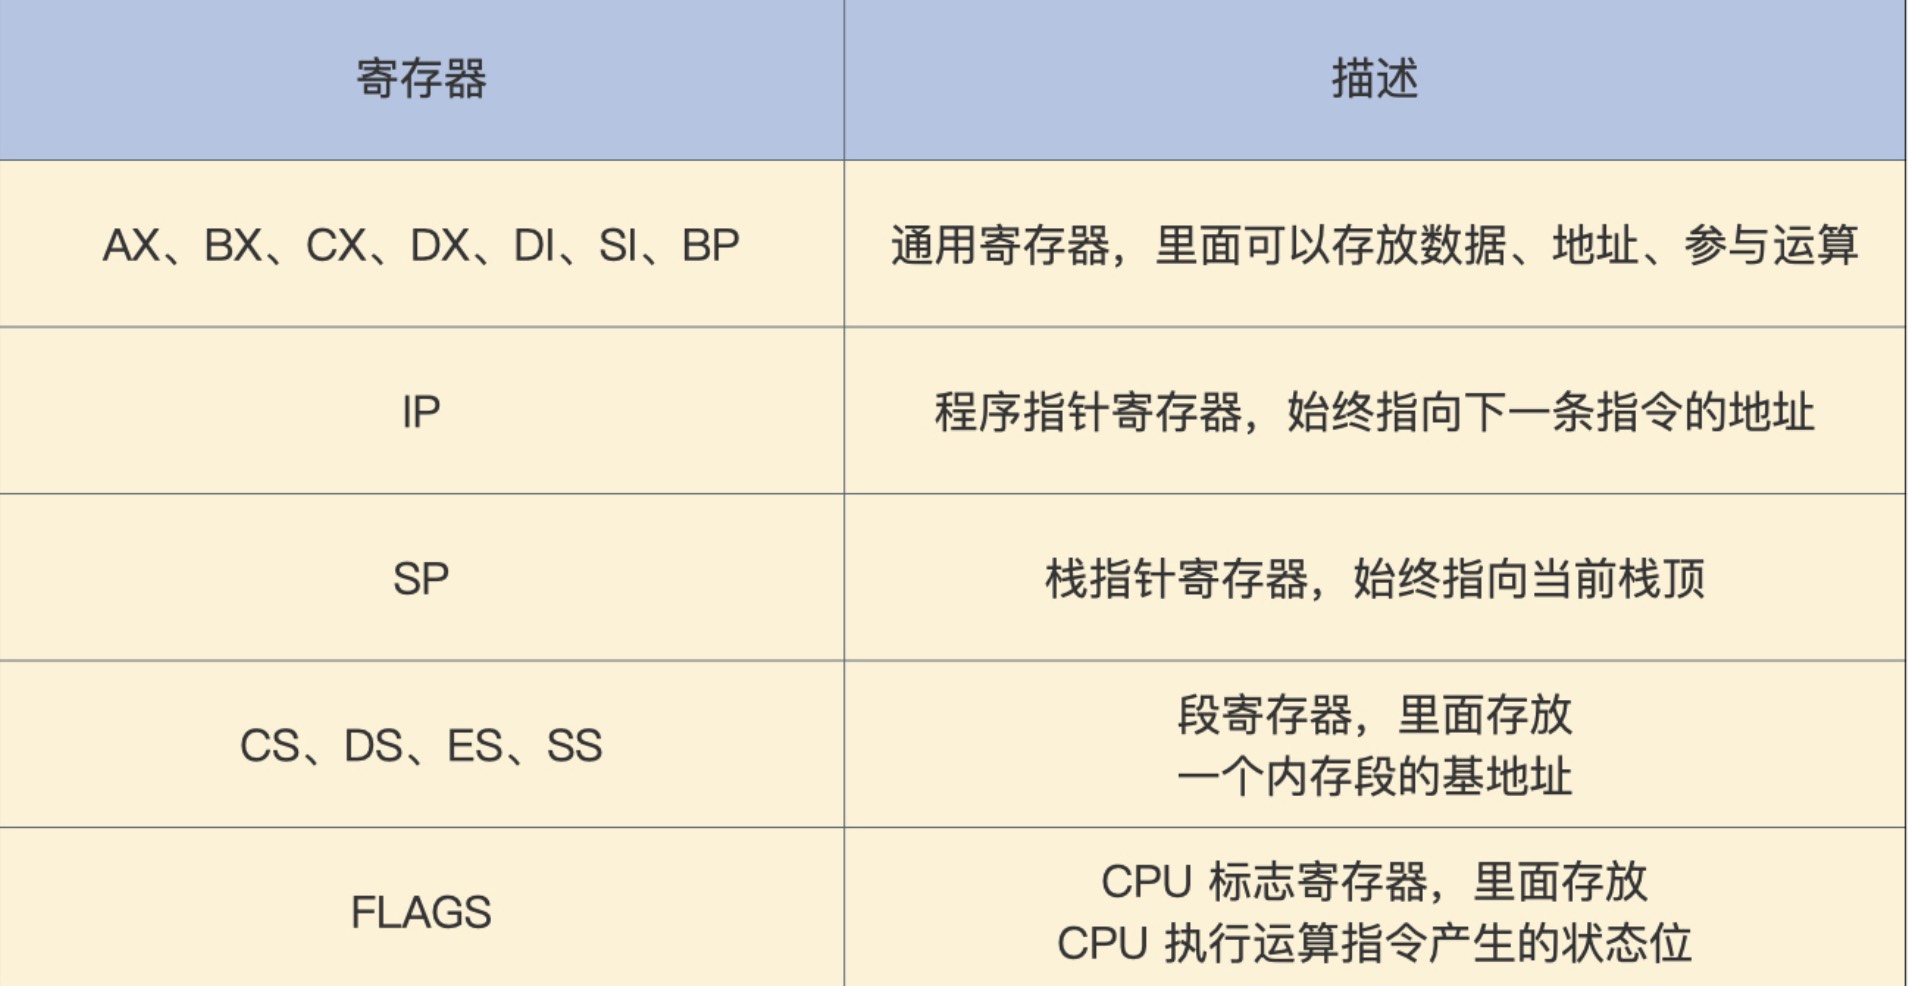 寄存器
描述
AX、BX、CX、DX、DI、SI、BP
通用寄存器，里面可以存放数据、地址、参与运算
IP
程序指针寄存器，始终指向下一条指令的地址
SP
栈指针寄存器，始终指向当前栈顶
CS、DS、ES、SS
段寄存器，里面存放
一个内存段的基地址
FLAGS
CPU 标志寄存器，里面存放
CPU 执行运算指令产生的状态位